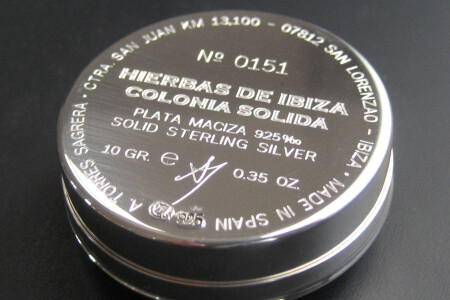 A TORRES SAGRERA · CTRA. SAN JUAN KM 13,100 - 07812 SAN LORENZAO - IBIZA · MADE IN SPAIN
Nº 0151
HIERBAS DE IBIZA
COLONIA SOLIDA
PLATA MACIZA 925‰
SOLID STERLING SILVER
10 GR. ℮ 0.35 OZ.